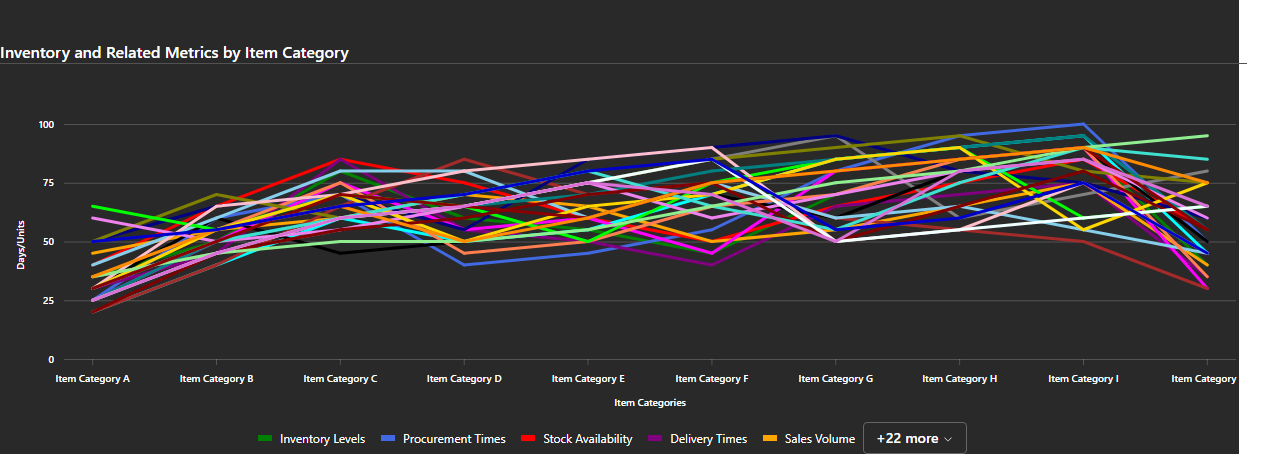 Inventory and Related Metrics by Item Category
100
75
50
25
0
Days/Units
Item Category A Item Category B Item Category C Item Category D Item Category E Item Category F Item Category G Item Category H Item Category I Item Category
Item Categories
Inventory Levels Procurement Times Stock Availability Delivery Times Sales Volume +22 more